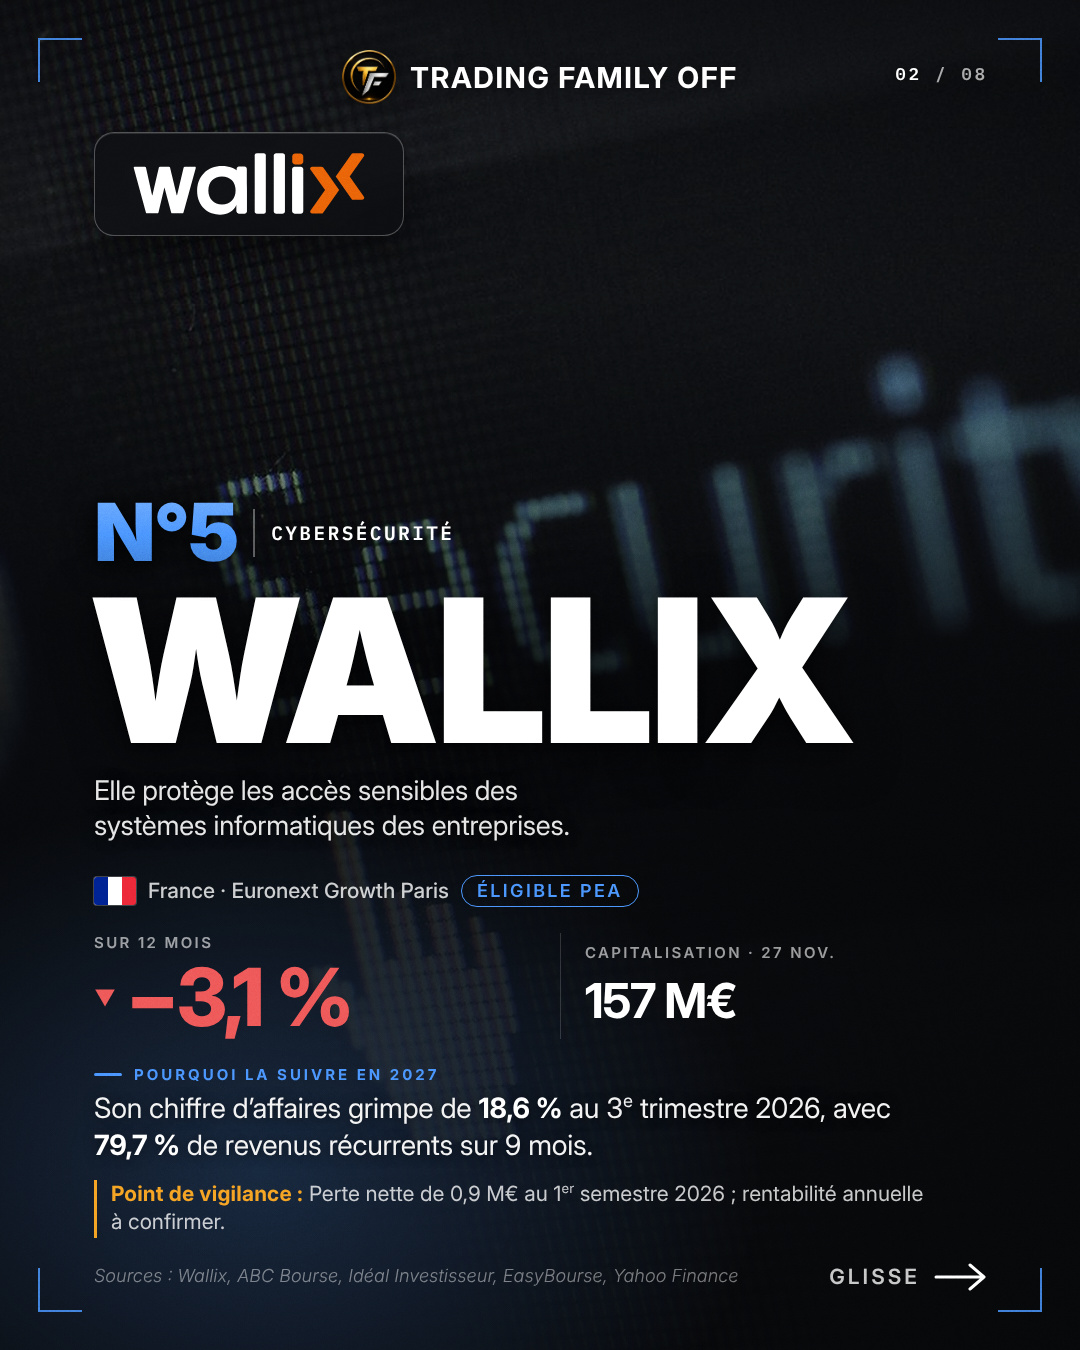 TRADING FAMILY OFF
02 / 08
wallix
N°5
CYBERSÉCURITÉ
WALLIX
Elle protège les accès sensibles des
systèmes informatiques des entreprises.
France · Euronext Growth Paris
ÉLIGIBLE PEA
SUR 12 MOIS
▼ –3,1 %
CAPITALISATION · 27 NOV.
157 M€
POURQUOI LA SUIVRE EN 2027
Son chiffre d’affaires grimpe de 18,6 % au 3e trimestre 2026, avec
79,7 % de revenus récurrents sur 9 mois.
Point de vigilance : Perte nette de 0,9 M€ au 1er semestre 2026 ; rentabilité annuelle
à confirmer.
Sources : Wallix, ABC Bourse, Idéal Investisseur, EasyBourse, Yahoo Finance
GLISSE